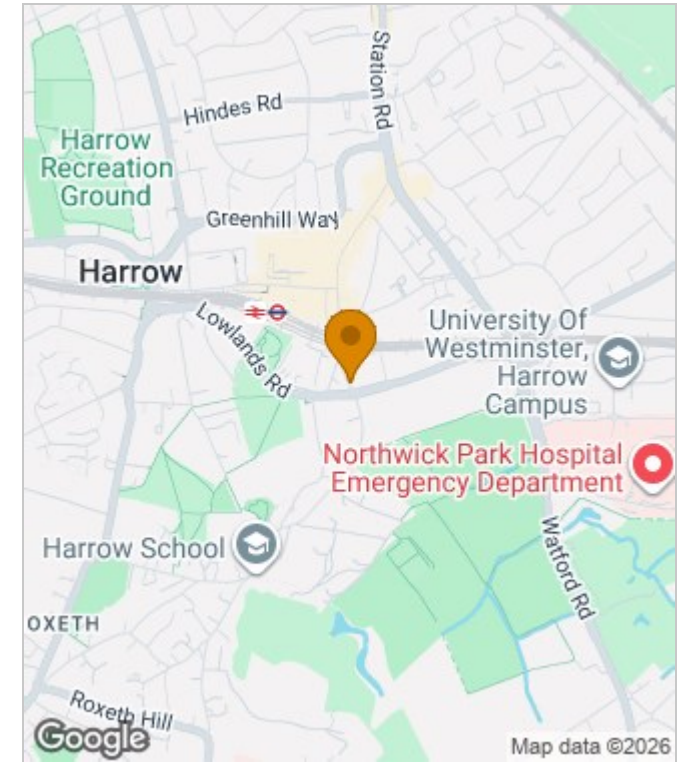 Station Rd
Hindes Rd
Harrow
Recreation
Ground
Greenhill Way
Harrow
Lowlands Rd
University Of
Westminster,
Harrow
Campus
Northwick Park Hospital
Emergency Department
Harrow School
Watford Rd
OXETH
Roxeth Hill
Google
Map data ©2026